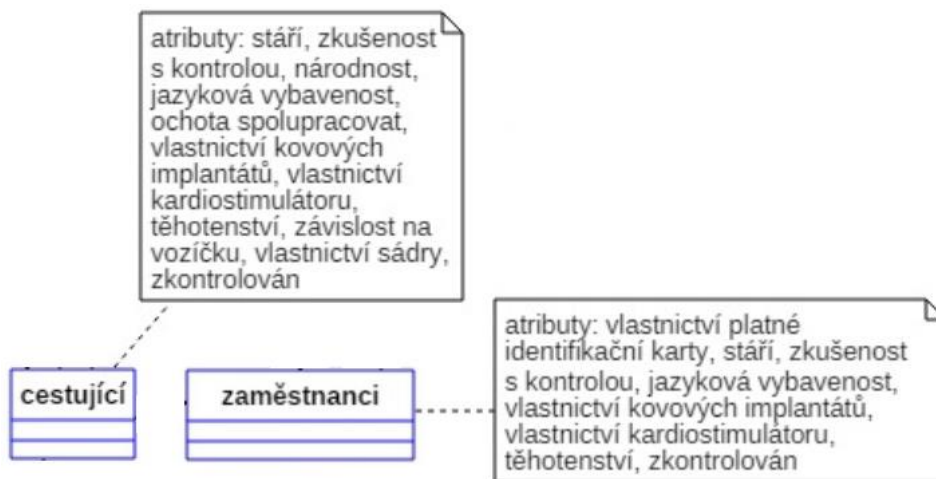 atributy: stáří, zkušenost
s kontrolou, národnost,
jazyková vybavenost,
ochota spolupracovat,
vlastnictví kovových
implantátů, vlastnictví
kardiostimulátoru,
těhotenství, závislost na
vozíčku, vlastnictví sádry,
zkontrolován
cestující
zaměstnanci
atributy: vlastnictví platné
identifikační karty, stáří, zkušenost
s kontrolou, jazyková vybavenost,
vlastnictví kovových implantátů,
vlastnictví kardiostimulátoru,
těhotenství, zkontrolován